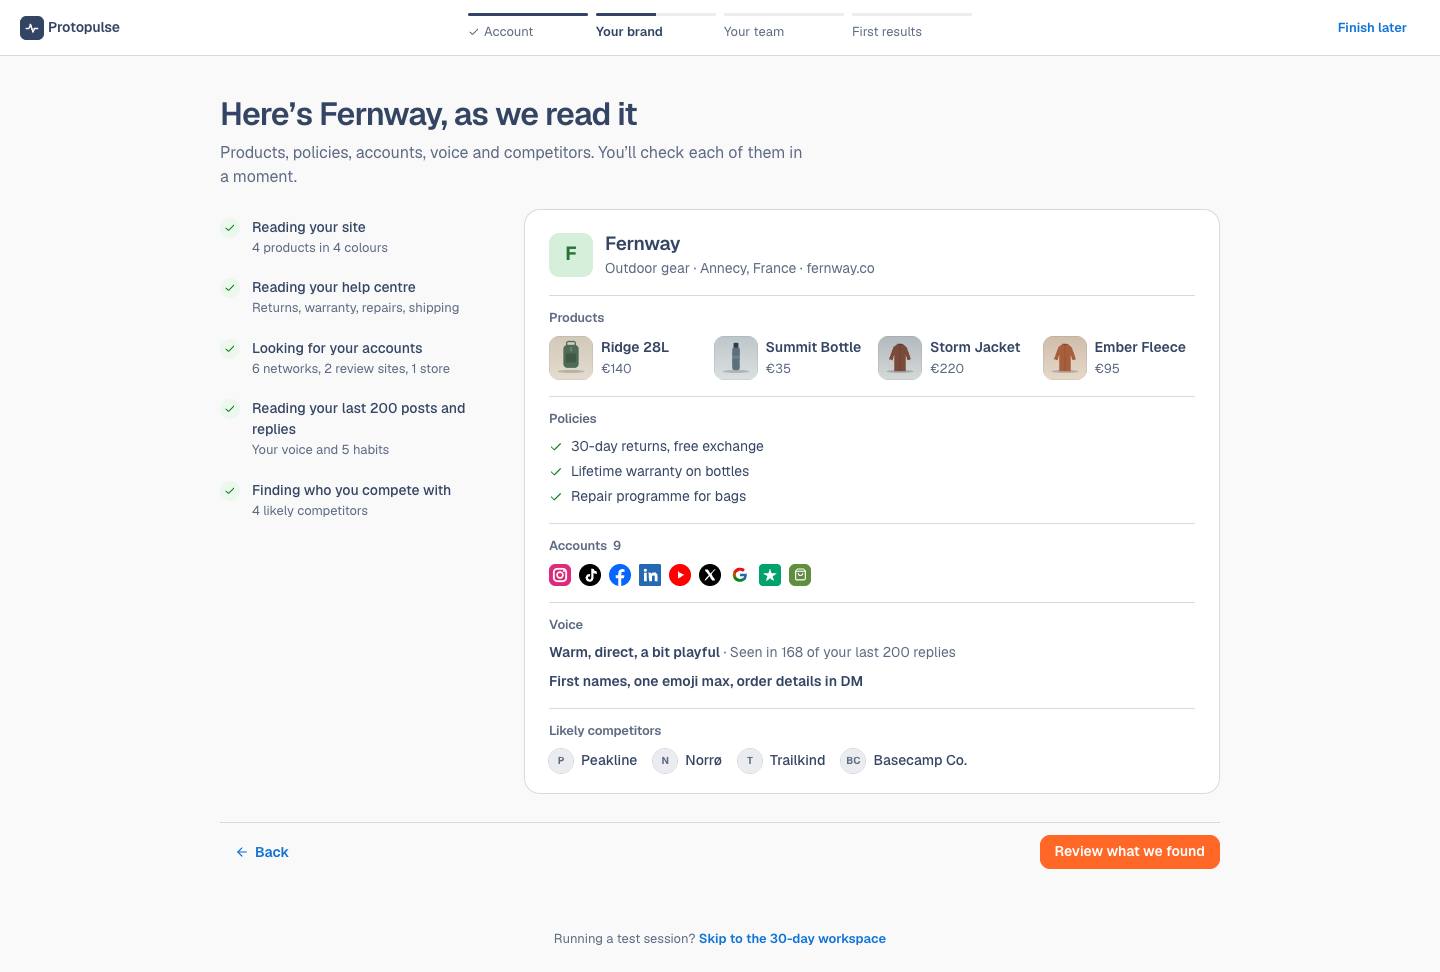 Protopulse
Account
Your brand
Your team
First results
Finish later
Here’s Fernway, as we read it
Products, policies, accounts, voice and competitors. You’ll check each of them in
a moment.
Reading your site
4 products in 4 colours
Reading your help centre
Returns, warranty, repairs, shipping
Looking for your accounts
6 networks, 2 review sites, 1 store
Reading your last 200 posts and
replies
Your voice and 5 habits
Finding who you compete with
4 likely competitors
F
Fernway
Outdoor gear · Annecy, France · fernway.co
Products
Ridge 28L
€140
Summit Bottle
€35
Storm Jacket
€220
Ember Fleece
€95
Policies
30-day returns, free exchange
Lifetime warranty on bottles
Repair programme for bags
Accounts 9
Voice
Warm, direct, a bit playful · Seen in 168 of your last 200 replies
First names, one emoji max, order details in DM
Likely competitors
P Peakline
N Norrø
T Trailkind
BC Basecamp Co.
Back
Review what we found
Running a test session? Skip to the 30-day workspace